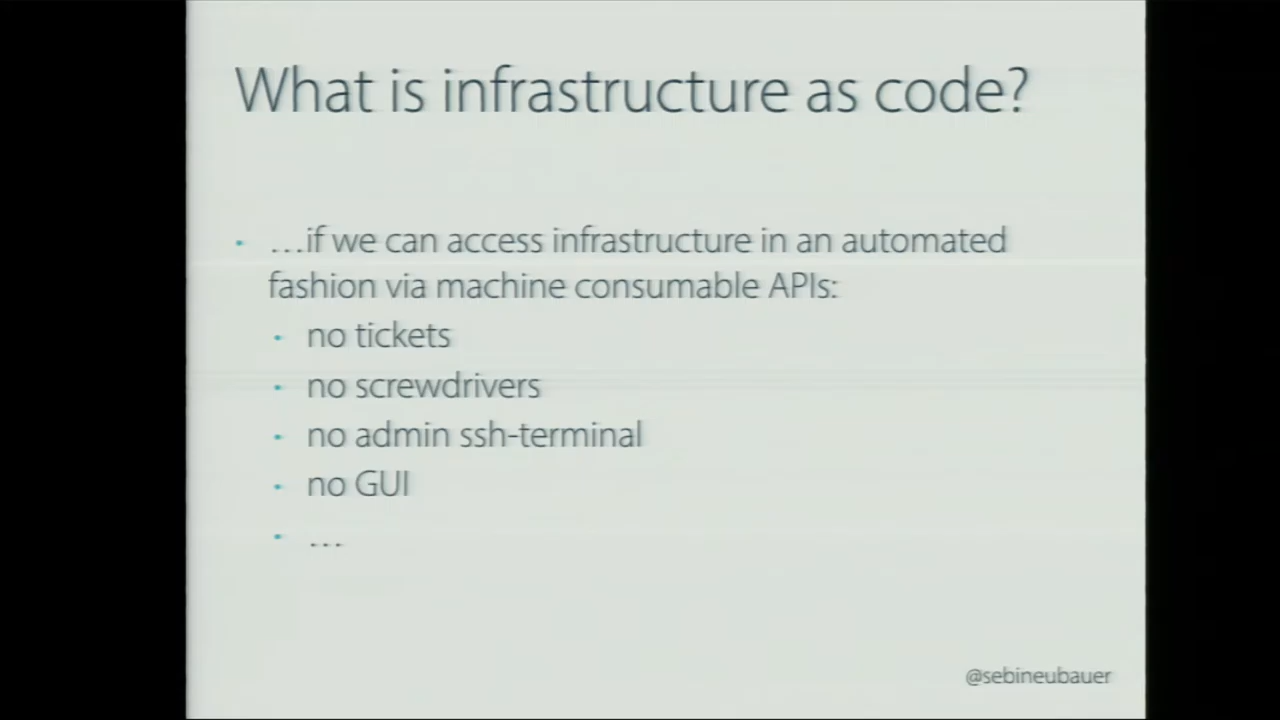 What is infrastructure as code?
• …if we can access infrastructure in an automated
fashion via machine consumable APIs:
• no tickets
• no screwdrivers
• no admin ssh-terminal
• no GUI
• …
@sebineubauer